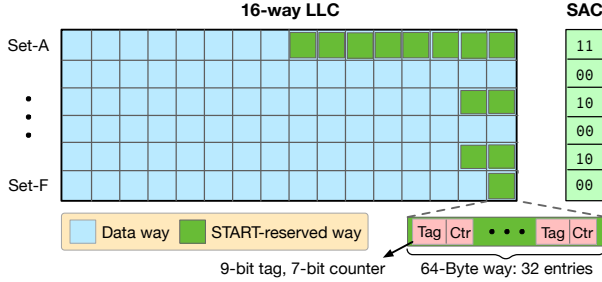 16-way LLC
SAC
Set-A
11
00
10
00
10
Set-F
00
Data way
START-reserved way
Tag
Ctr
Tag
Ctr
9-bit tag, 7-bit counter
64-Byte way: 32 entries